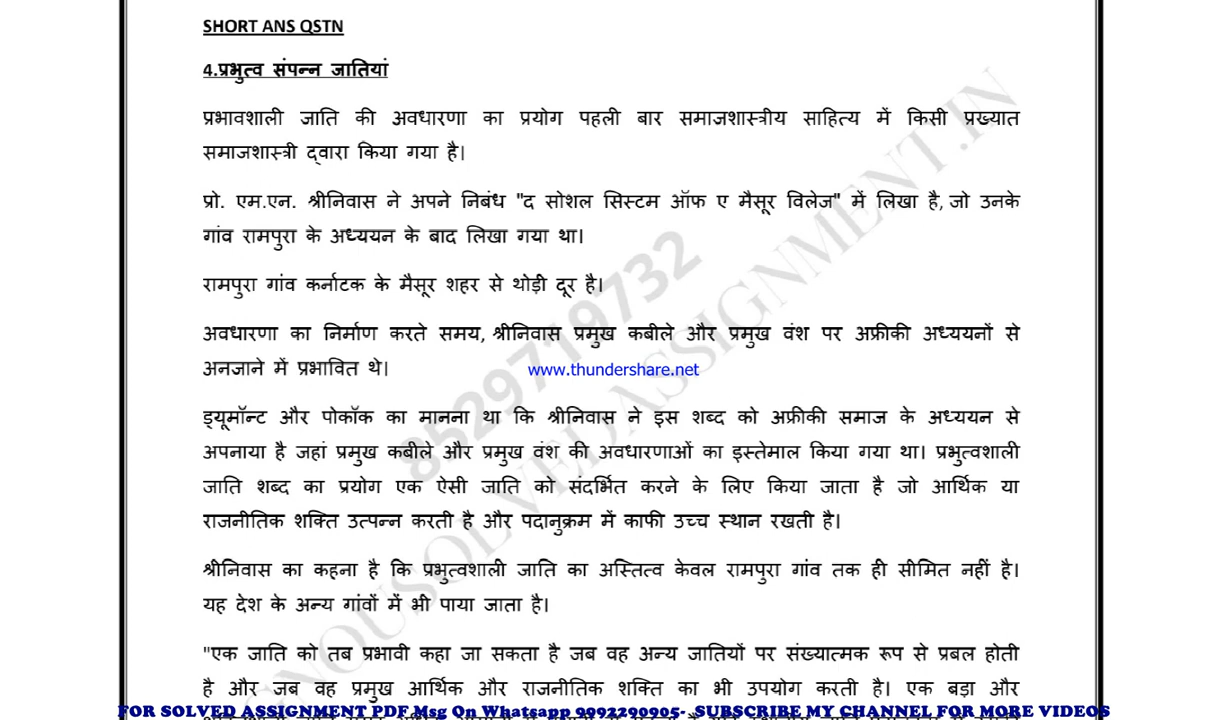 SHORT ANS QSTN
4.प्रभुत्व संपन्न जातियां
प्रभावशाली जाति की अवधारणा का प्रयोग पहली बार समाजशास्त्रीय साहित्य में किसी प्रख्यात
समाजशास्त्री द्वारा किया गया है।
प्रो. एम.एन. श्रीनिवास ने अपने निबंध "द सोशल सिस्टम ऑफ ए मैसूर विलेज" में लिखा है, जो उनके
गांव रामपुरा के अध्ययन के बाद लिखा गया था।
रामपुरा गांव कर्नाटक के मैसूर शहर से थोड़ी दूर है।
अवधारणा का निर्माण करते समय, श्रीनिवास प्रमुख कबीले और प्रमुख वंश पर अफ्रीकी अध्ययनों से
अनजाने में प्रभावित थे।
www.thundershare.net
ड्यूमॉन्ट और पोकॉक का मानना था कि श्रीनिवास ने इस शब्द को अफ्रीकी समाज के अध्ययन से
अपनाया है जहां प्रमुख कबीले और प्रमुख वंश की अवधारणाओं का इस्तेमाल किया गया था। प्रभुत्वशाली
जाति शब्द का प्रयोग एक ऐसी जाति को संदर्भित करने के लिए किया जाता है जो आर्थिक या
राजनीतिक शक्ति उत्पन्न करती है और पदानुक्रम में काफी उच्च स्थान रखती है।
श्रीनिवास का कहना है कि प्रभुत्वशाली जाति का अस्तित्व केवल रामपुरा गांव तक ही सीमित नहीं है।
यह देश के अन्य गांवों में भी पाया जाता है।
"एक जाति को तब प्रभावी कहा जा सकता है जब वह अन्य जातियों पर संख्यात्मक रूप से प्रबल होती
है और जब वह प्रमुख आर्थिक और राजनीतिक शक्ति का भी उपयोग करती है। एक बड़ा और
FOR SOLVED ASSIGNMENT PDF Msg On Whatsapp 9992290905- SUBSCRIBE MY CHANNEL FOR MORE VIDEOS
8529719732
GNOUSOLVEDASSIGNMENT.IN